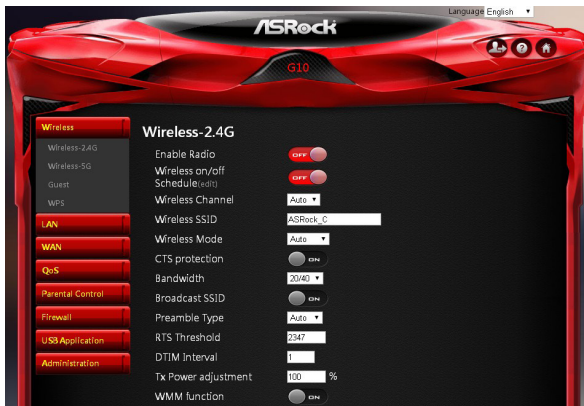 Language English
ASRock
G10
Wireless
Wireless-2.4G
Wireless-5G
Guest
WPS
LAN
WAN
QoS
Parental Control
Firewall
USB Application
Administration
Wireless-2.4G
Enable Radio OFF
Wireless on/off
Schedule(edit) OFF
Wireless Channel Auto
Wireless SSID ASRock_C
Wireless Mode Auto
CTS protection ON
Bandwidth 20/40
Broadcast SSID ON
Preamble Type Auto
RTS Threshold 2347
DTIM Interval 1
Tx Power adjustment 100 %
WMM function ON